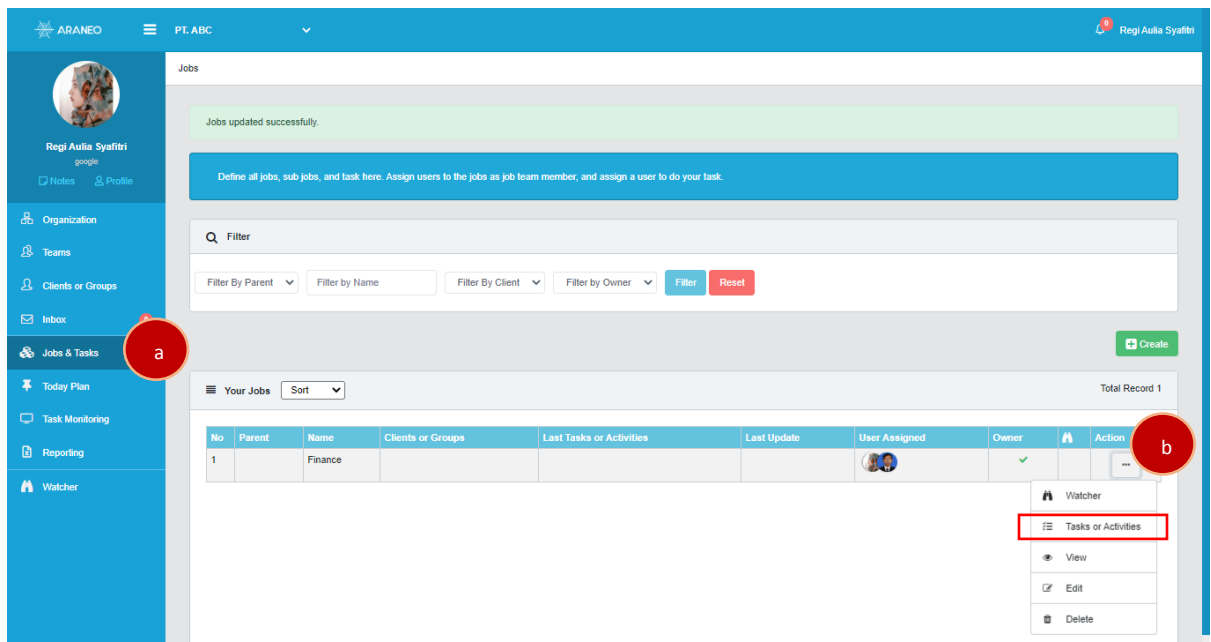 ARANEO
PT. ABC
0
Regi Aulia Syafitri
Jobs
Regi Aulia Syafitri
google
Notes Profile
Organization
Teams
Clients or Groups
Inbox
Jobs & Tasks
Today Plan
Task Monitoring
Reporting
Watcher
a
Jobs updated successfully.
Define all jobs, sub jobs, and task here. Assign users to the jobs as job team member, and assign a user to do your task.
Filter
Filter By Parent Filter by Name Filter By Client Filter by Owner Filter Reset
Create
Your Jobs Sort Total Record 1
No Parent Name Clients or Groups Last Tasks or Activities Last Update User Assigned Owner Action
b
1 Finance
Watcher
Tasks or Activities
View
Edit
Delete